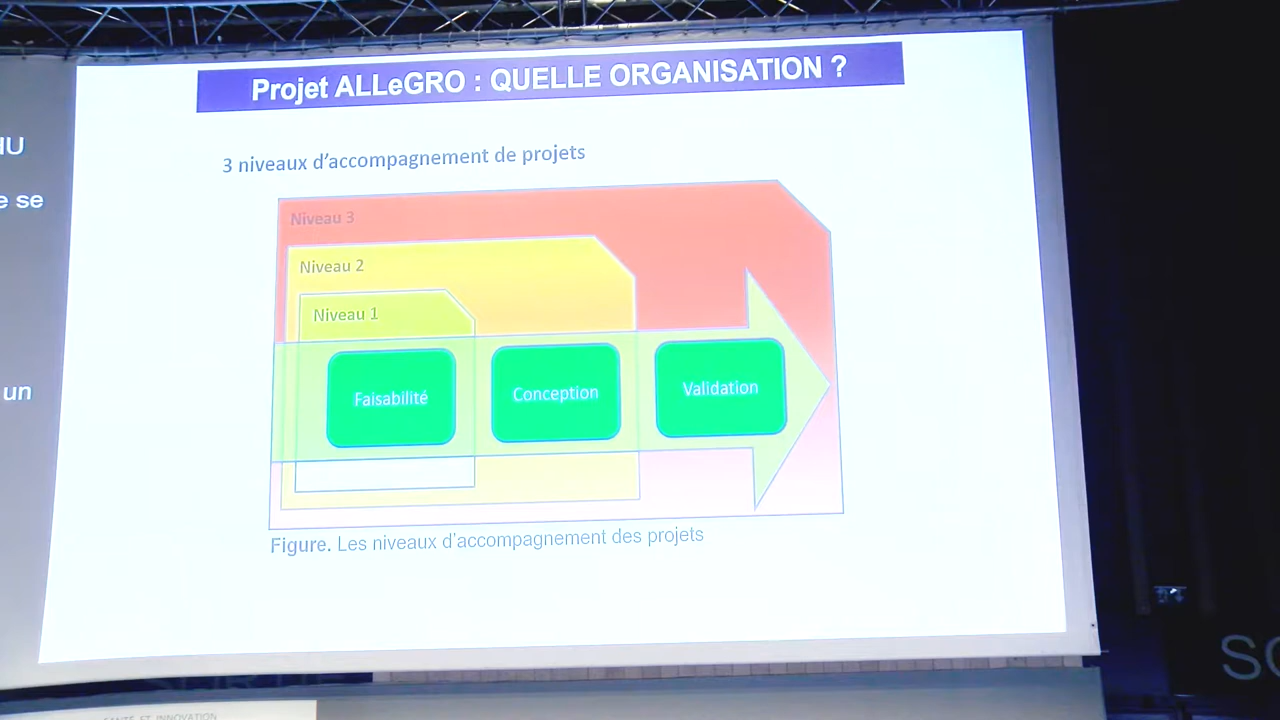 Projet ALLeGRO : QUELLE ORGANISATION ?
3 niveaux d'accompagnement de projets
Niveau 3
Niveau 2
Niveau 1
Faisabilité
Conception
Validation
Figure. Les niveaux d'accompagnement des projets
e se
un
SANTÉ ET INNOVATION